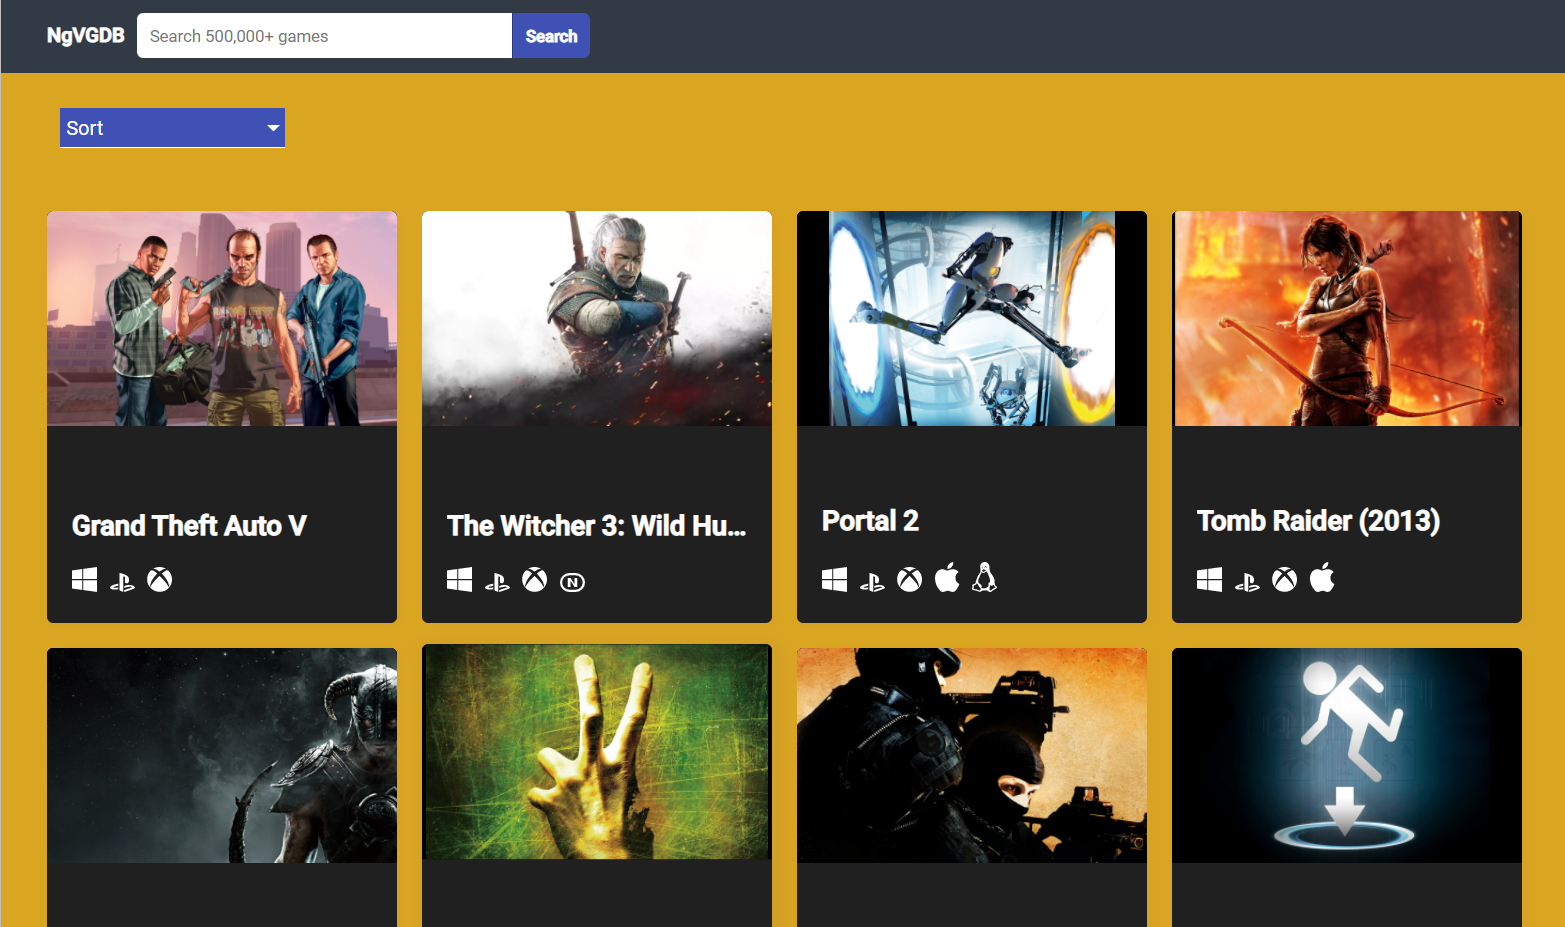 NgVGDB
Search 500,000+ games
Search
Sort
Grand Theft Auto V
The Witcher 3: Wild Hu...
Portal 2
Tomb Raider (2013)